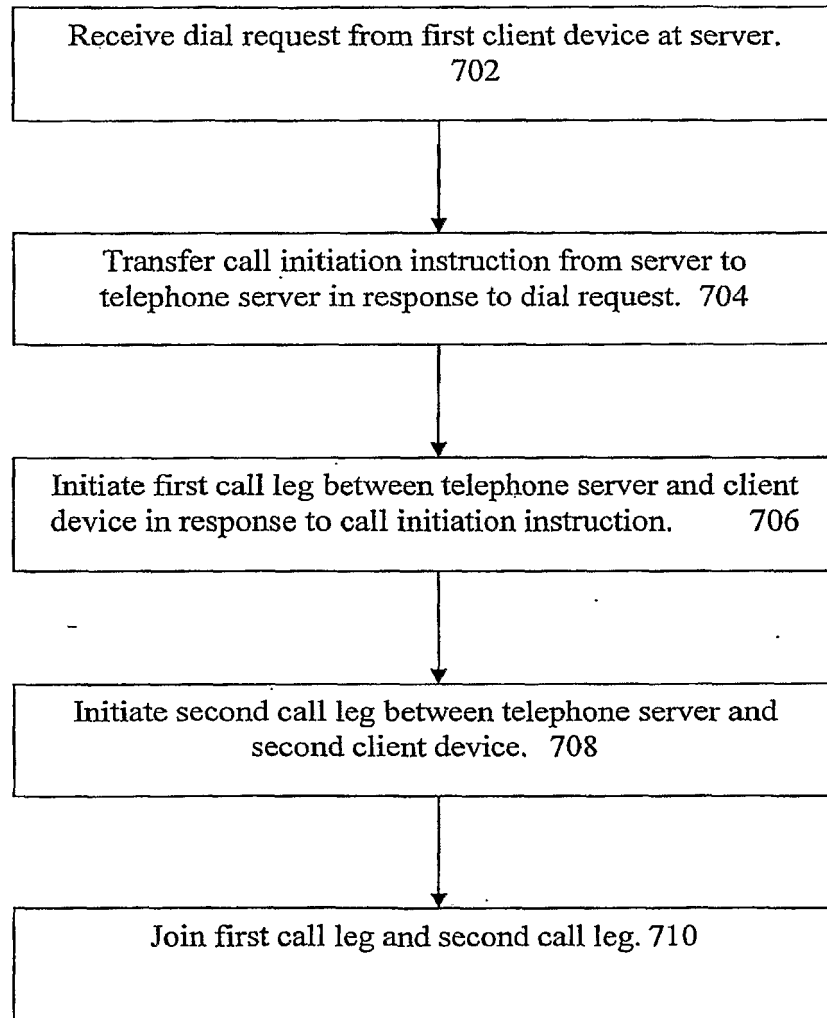 Receive dial request from first client device at server.
702
Transfer call initiation instruction from server to
telephone server in response to dial request. 704
Initiate first call leg between telephone server and client
device in response to call initiation instruction. 706
Initiate second call leg between telephone server and
second client device. 708
Join first call leg and second call leg. 710